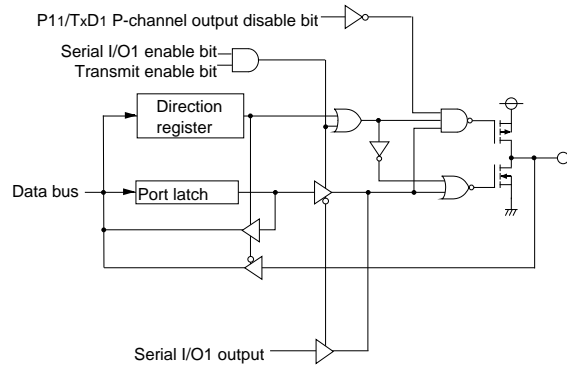 P11/TxD1 P-channel output disable bit
Serial I/O1 enable bit
Transmit enable bit
Direction
register
Data bus
Port latch
Serial I/O1 output